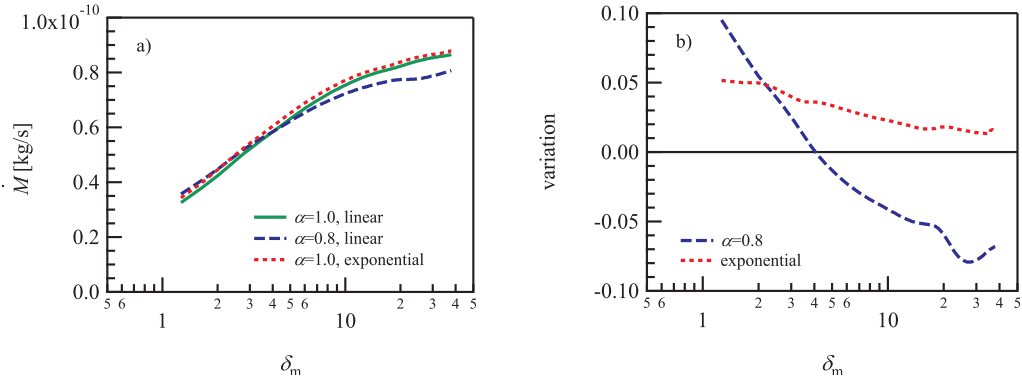 1.0x10⁻¹⁰
0.8
0.6
0.4
0.2
0.0
Ṁ [kg/s]
a)
α=1.0, linear
α=0.8, linear
α=1.0, exponential
5 6 2 3 4 5 6 2 3 4 5
1 10
δm
0.10
0.05
0.00
-0.05
-0.10
variation
b)
α=0.8
exponential
5 6 2 3 4 5 6 2 3 4 5
1 10
δm